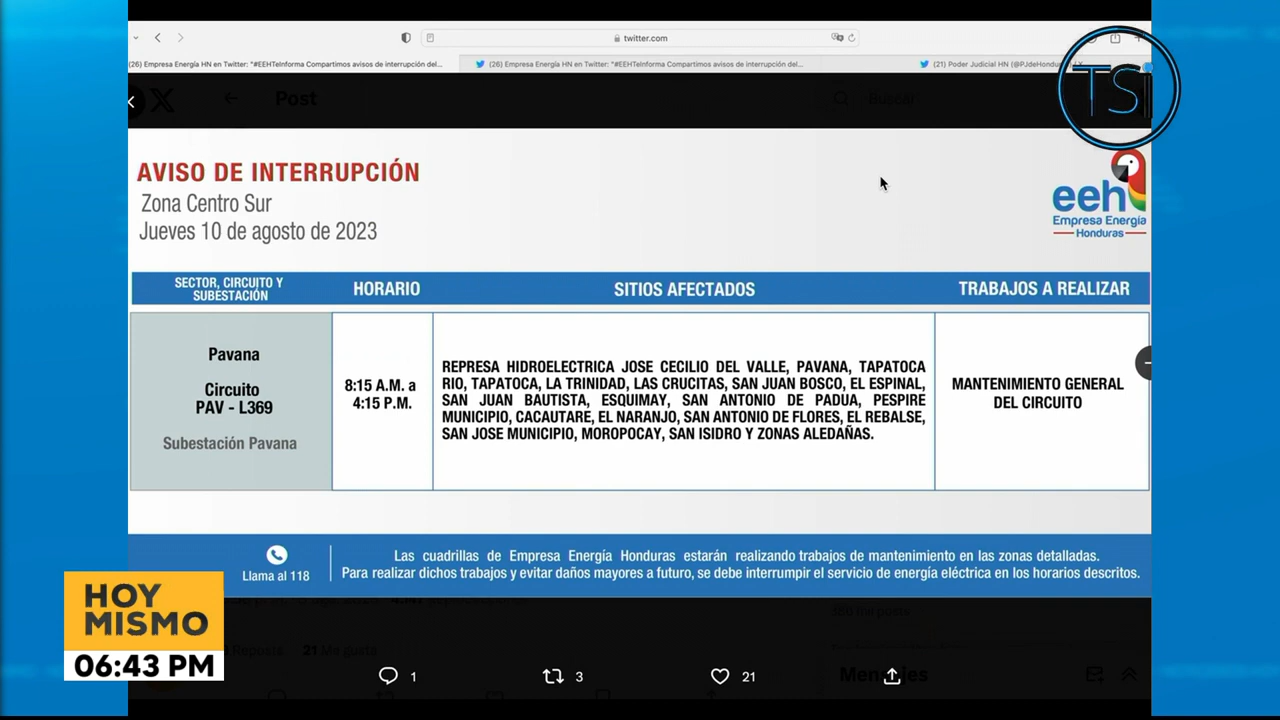 twitter.com
(26) Empresa Energía HN en Twitter: "#EEHTeInforma Compartimos avisos de interrupción del...
(26) Empresa Energía HN en Twitter: "#EEHTeInforma Compartimos avisos de interrupción del...
(21) Poder Judicial HN (@PJdeHondu
TSi
Post
Buscar
AVISO DE INTERRUPCIÓN
Zona Centro Sur
Jueves 10 de agosto de 2023
eeh
Empresa Energía
Honduras
SECTOR, CIRCUITO Y
SUBESTACIÓN
HORARIO
SITIOS AFECTADOS
TRABAJOS A REALIZAR
Pavana
Circuito
PAV - L369
Subestación Pavana
8:15 A.M. a
4:15 P.M.
REPRESA HIDROELECTRICA JOSE CECILIO DEL VALLE, PAVANA, TAPATOCA
RIO, TAPATOCA, LA TRINIDAD, LAS CRUCITAS, SAN JUAN BOSCO, EL ESPINAL,
SAN JUAN BAUTISTA, ESQUIMAY, SAN ANTONIO DE PADUA, PESPIRE
MUNICIPIO, CACAUTARE, EL NARANJO, SAN ANTONIO DE FLORES, EL REBALSE,
SAN JOSE MUNICIPIO, MOROPOCAY, SAN ISIDRO Y ZONAS ALEDAÑAS.
MANTENIMIENTO GENERAL
DEL CIRCUITO
Llama al 118
Las cuadrillas de Empresa Energía Honduras estarán realizando trabajos de mantenimiento en las zonas detalladas.
Para realizar dichos trabajos y evitar daños mayores a futuro, se debe interrumpir el servicio de energía eléctrica en los horarios descritos.
Reposts 21 Me gusta
1
3
21
Mensajes
HOY
MISMO
06:43 PM